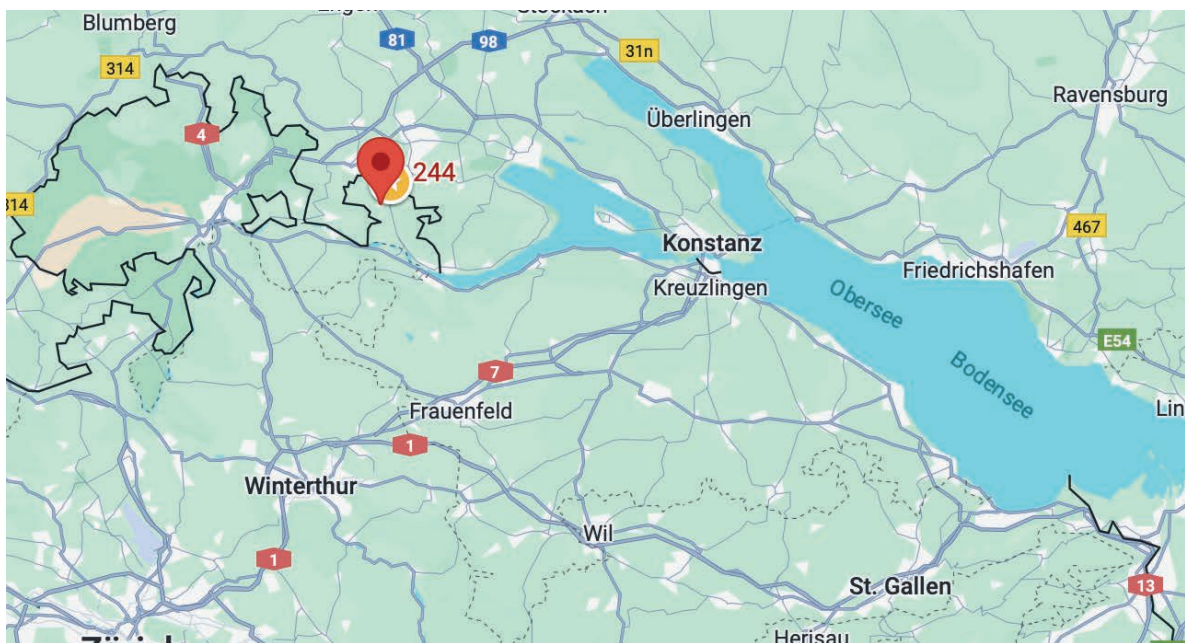 Blumberg
81
98
31n
314
Ravensburg
Überlingen
4
244
314
467
Konstanz
Friedrichshafen
Kreuzlingen
Obersee
E54
Bodensee
7
Frauenfeld
Lin
1
Winterthur
Wil
1
St. Gallen
13
Herisau